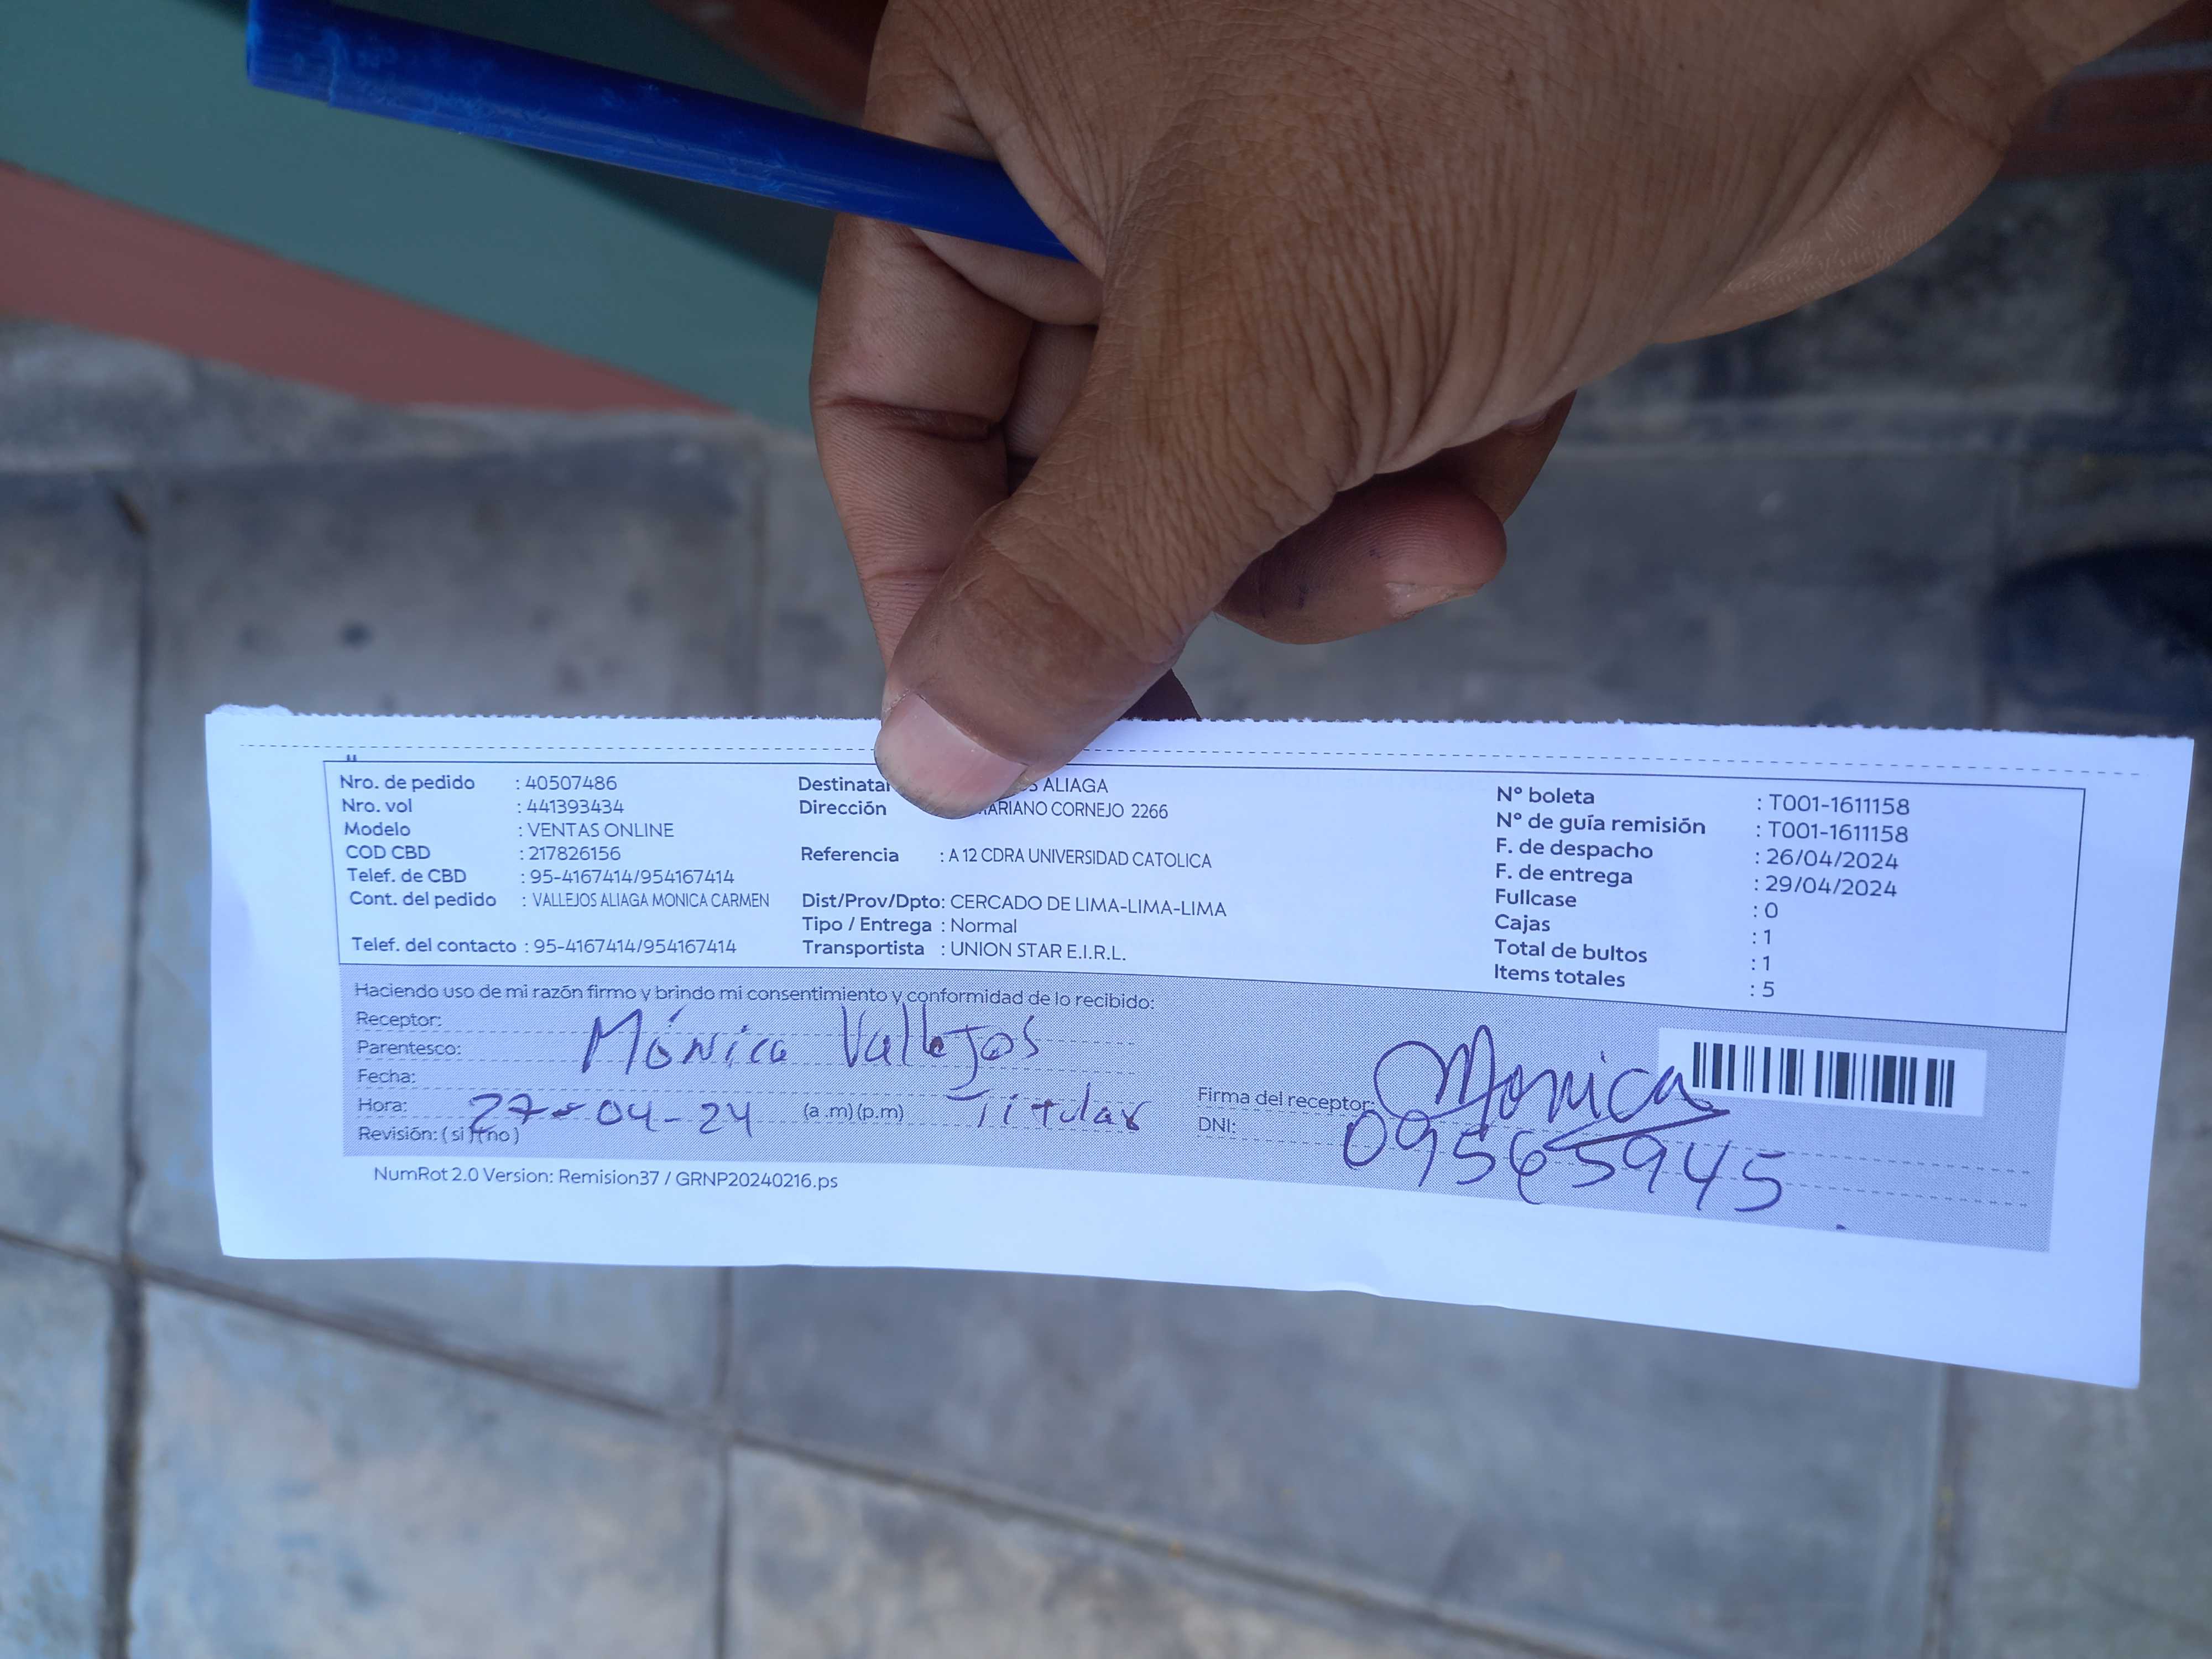 Nro. de pedido : 40507486
Nro. vol : 441393434
Modelo : VENTAS ONLINE
COD CBD : 217826156
Telef. de CBD : 95-4167414/954167414
Cont. del pedido : VALLEJOS ALIAGA MONICA CARMEN
Telef. del contacto : 95-4167414/954167414
ALIAGA
Dirección CORNEJO 2266
Referencia : A 12 CDRA UNIVERSIDAD CATOLICA
Dist/Prov/Dpto: CERCADO DE LIMA-LIMA-LIMA
Tipo / Entrega : Normal
Transportista : UNION STAR E.I.R.L.
N° boleta : T001-1611158
N° de guía remisión : T001-1611158
F. de despacho : 26/04/2024
F. de entrega : 29/04/2024
Fullcase : 0
Cajas : 1
Total de bultos : 1
Items totales : 5
Haciendo uso de mi razón firmo y brindo mi consentimiento y conformidad de lo recibido:
Receptor:
Parentesco: Mónica Vallejos
Fecha:
Hora: 27-04-24 (a.m)(p.m) Titular
Revisión: ( si )( no )
Firma del receptor: Monica
DNI: 09565945
NumRot 2.0 Version: Remision37 / GRNP20240216.ps